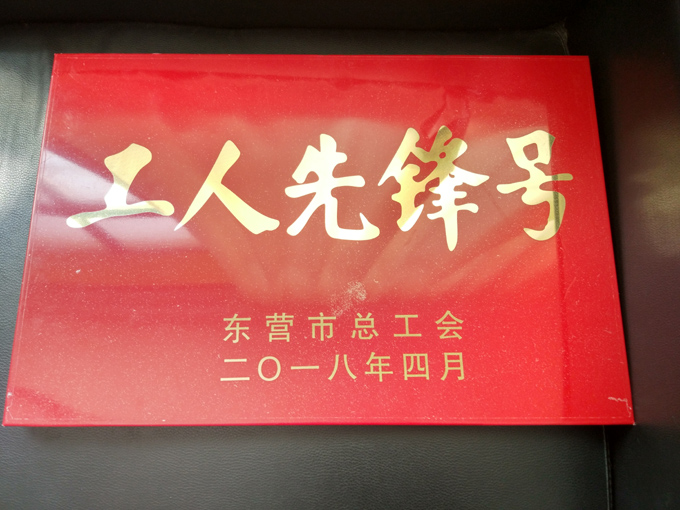 工人先锋号
东营市总工会
二〇一八年四月